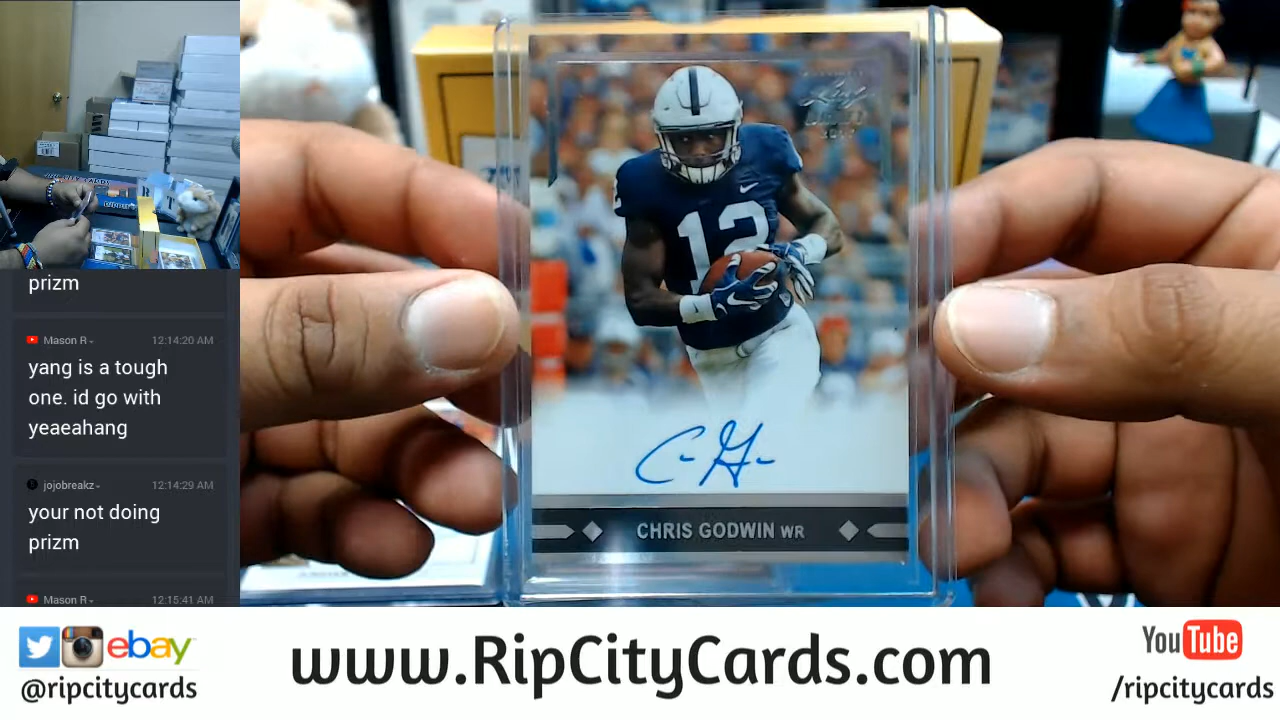 prizm
Mason R
12:14:20 AM
yang is a tough
one. id go with
yeaeahang
jojobreakz
12:14:29 AM
your not doing
prizm
Mason R
12:15:41 AM
12
CHRIS GODWIN WR
ebay
@ripcitycards
www.RipCityCards.com
YouTube
/ripcitycards